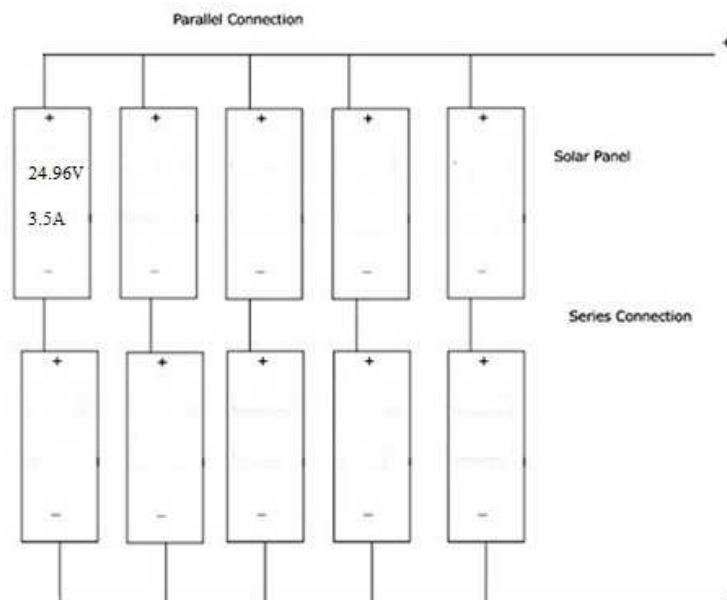 Parallel Connection
+
+ + + + +
24.96V
Solar Panel
3.5A
- - - - -
Series Connection
+ + + + +
- - - - -